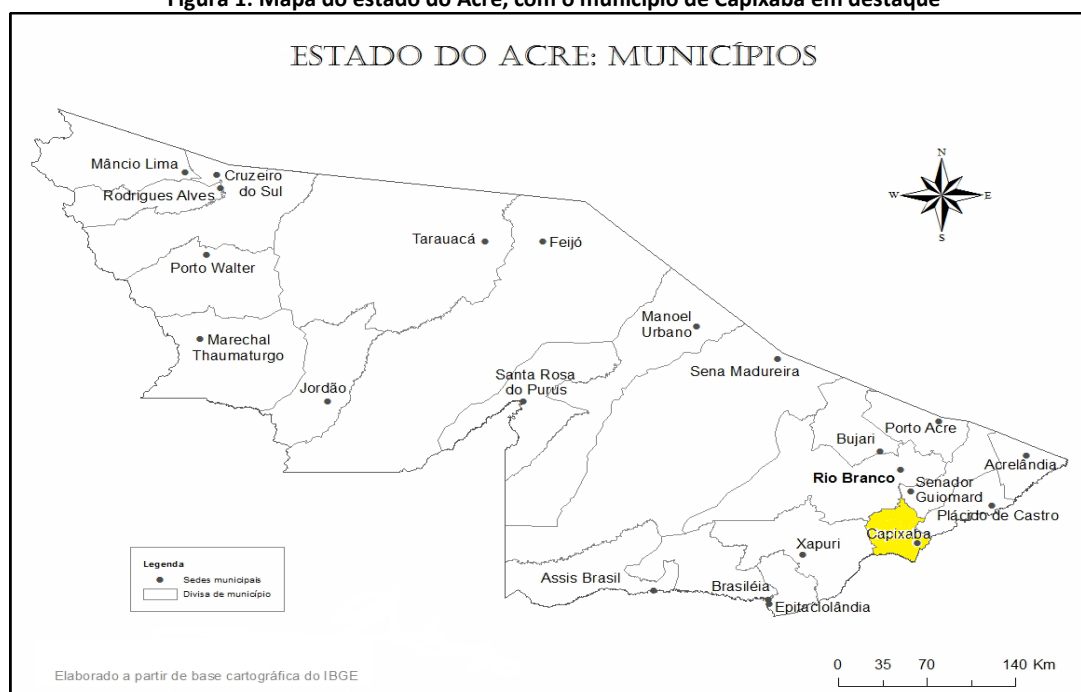 Figura 1: Mapa do estado do Acre, com o município de Capixaba em destaque
ESTADO DO ACRE: MUNICÍPIOS
N
W
E
S
Mâncio Lima
Cruzeiro
do Sul
Rodrigues Alves
Tarauacá
Feijó
Porto Walter
Manoel
Urbano
Marechal
Thaumaturgo
Sena Madureira
Santa Rosa
do Purus
Jordão
Porto Acre
Bujari
Acrelândia
Rio Branco
Senador
Guiomard
Plácido de Castro
Capixaba
Xapuri
Assis Brasil
Brasiléia
Epitaciolândia
Legenda
Sedes municipais
Divisa de município
Elaborado a partir de base cartográfica do IBGE
0 35 70 140 Km